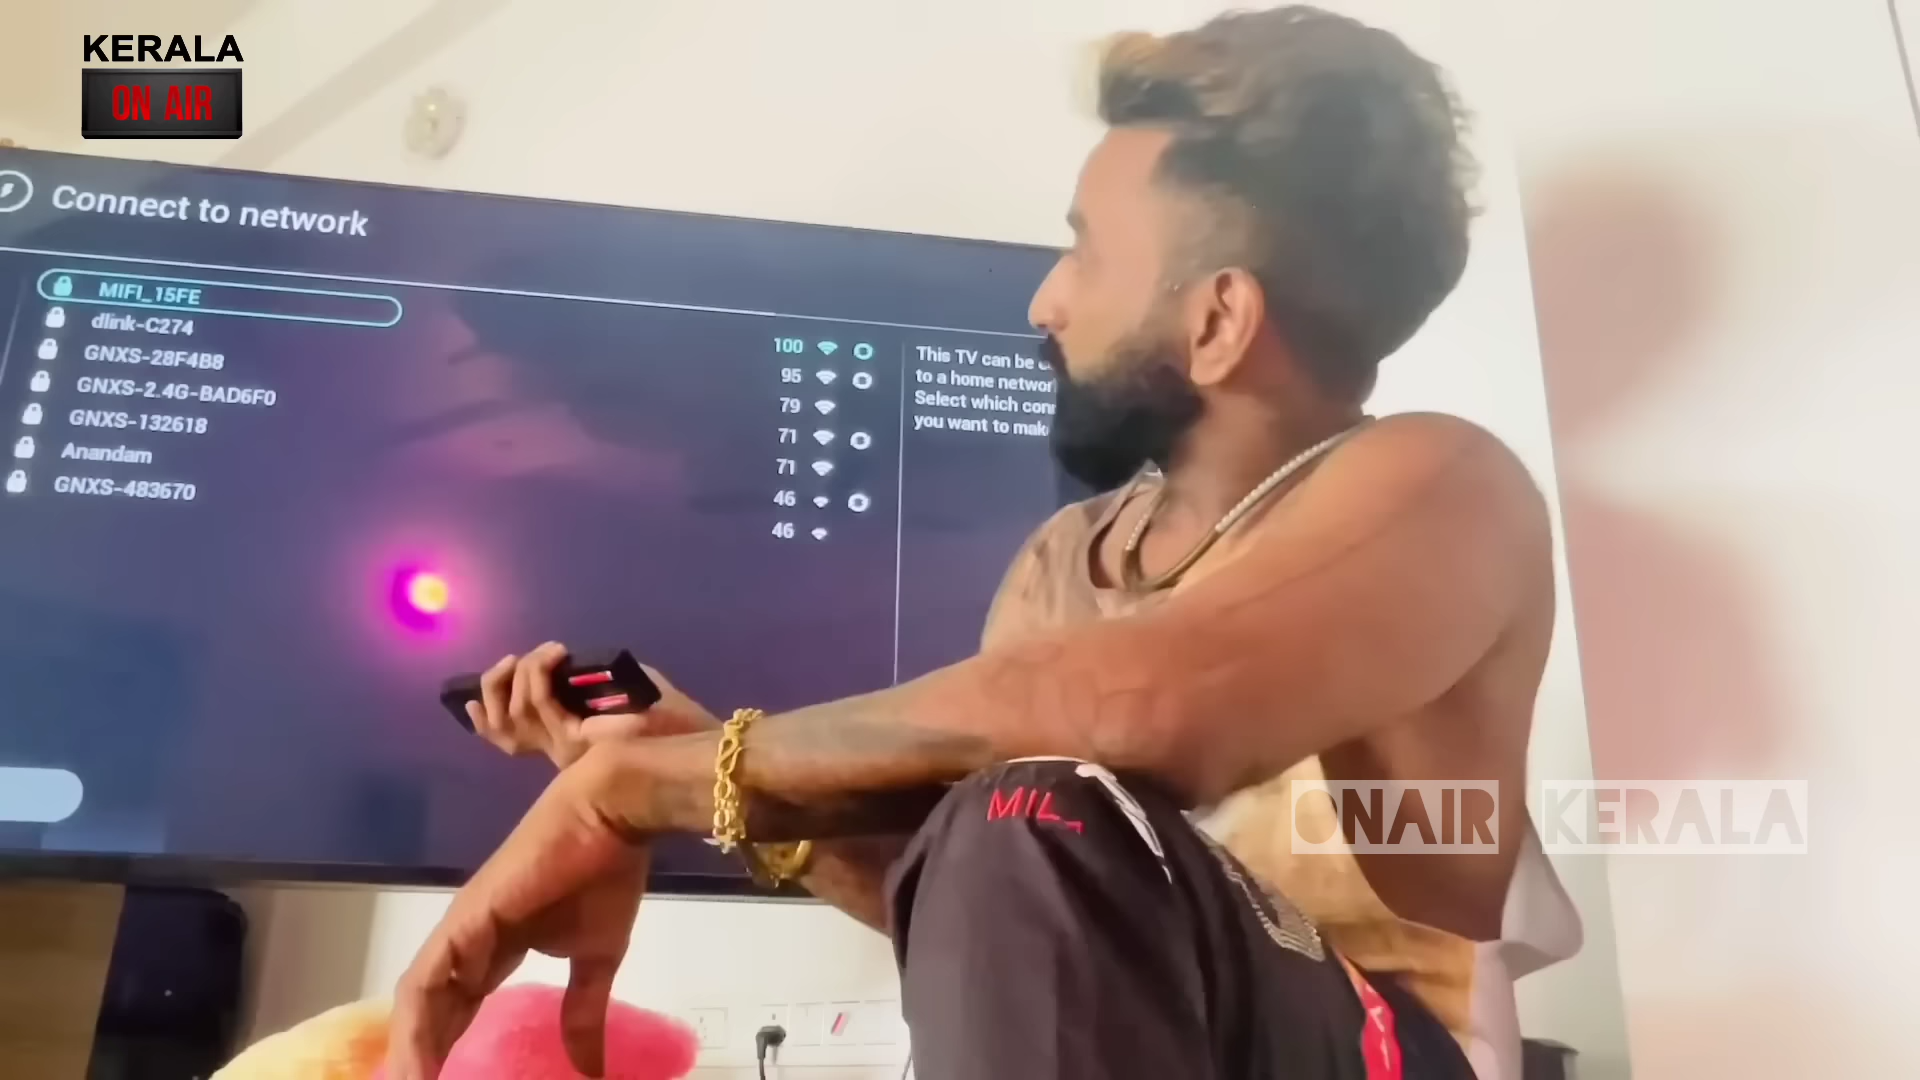 KERALA
ON AIR
Connect to network
MIFI_15FE
dlink-C274
GNXS-28F4B8
GNXS-2.4G-BAD6F0
GNXS-132618
Anandam
GNXS-483670
100
95
79
71
71
46
46
This TV can be
to a home networ
Select which con
you want to mak
MIL
ONAIR KERALA